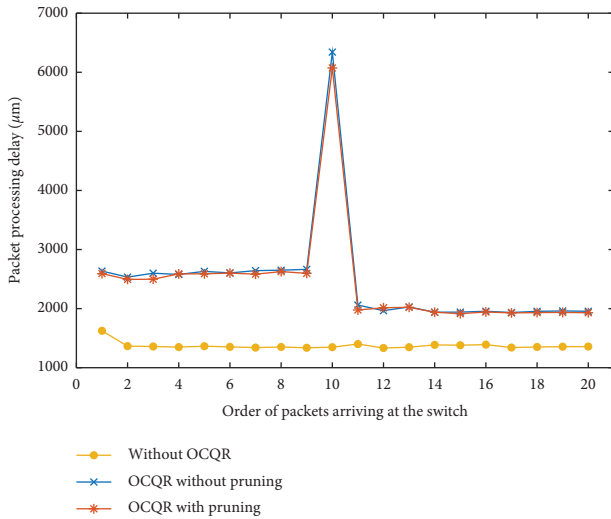 7000
6000
5000
4000
3000
2000
1000
0 2 4 6 8 10 12 14 16 18 20
Packet processing delay (μm)
Order of packets arriving at the switch
Without OCQR
OCQR without pruning
OCQR with pruning